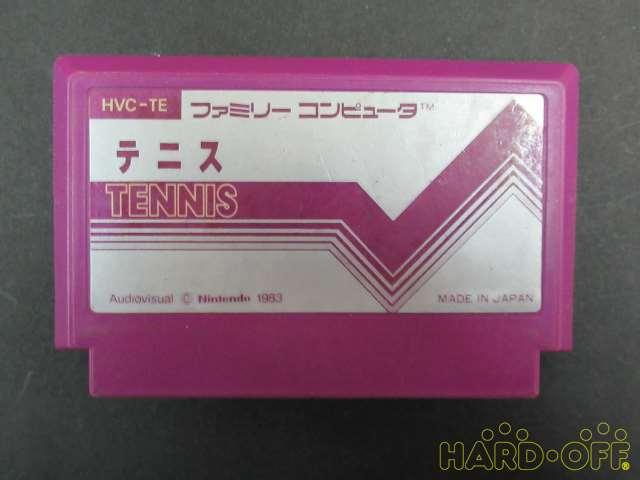 HVC-TE ファミリー コンピュータ™
テニス
TENNIS
Audiovisual © Nintendo 1983 MADE IN JAPAN
HARD-OFF®